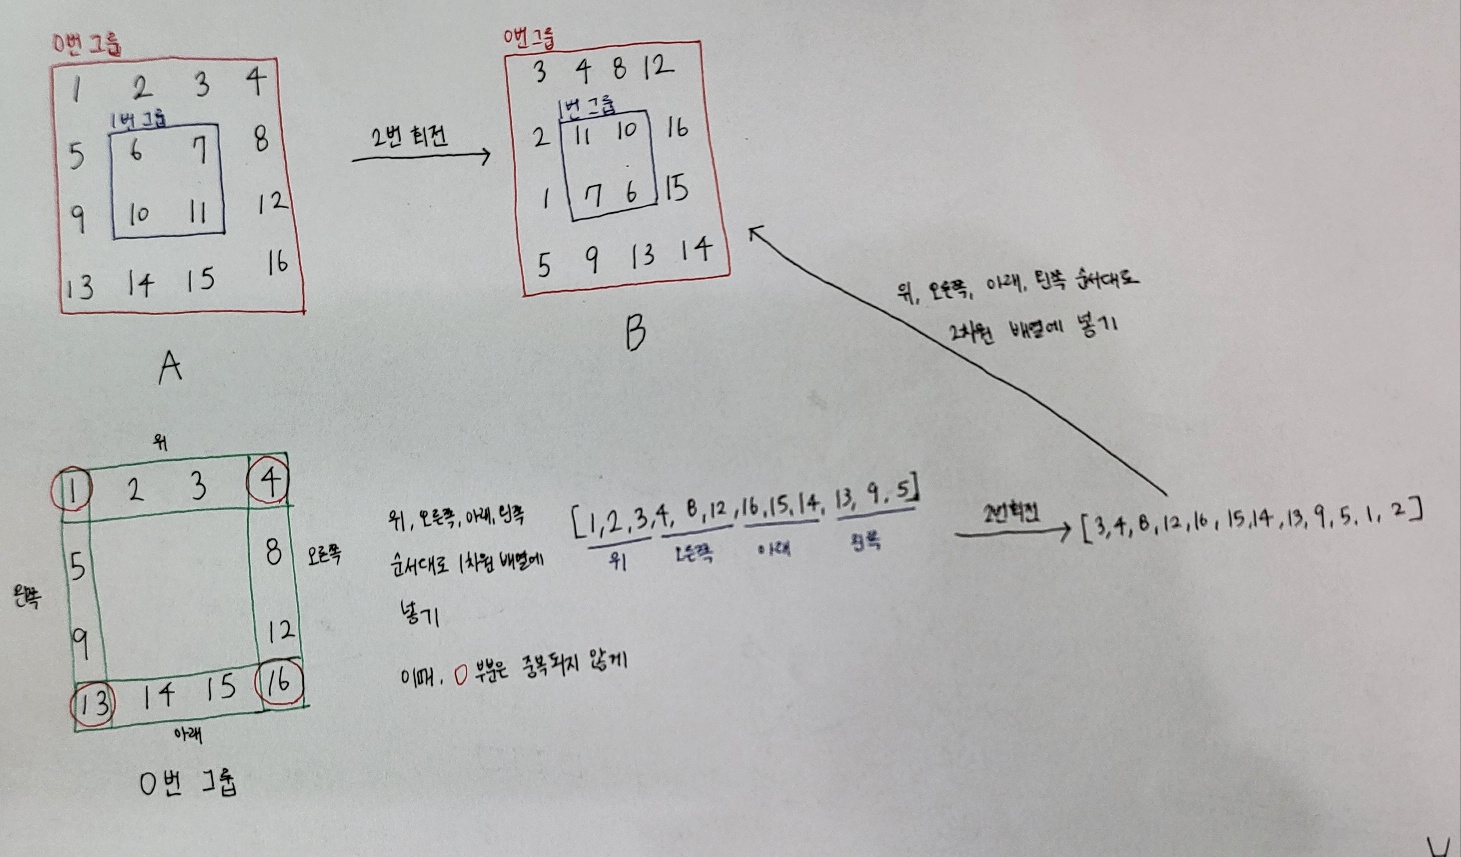 0번 그룹
1 2 3 4
1번 그룹
5 6 7 8
9 10 11 12
13 14 15 16
A
2번 회전
0번 그룹
3 4 8 12
1번 그룹
2 11 10 16
1 7 6 15
5 9 13 14
B
위, 오른쪽, 아래, 왼쪽 순서대로
2차원 배열에 넣기
위
1 2 3 4
5 8
9 12
13 14 15 16
왼쪽
오른쪽
아래
0번 그룹
위, 오른쪽, 아래, 왼쪽
순서대로 1차원 배열에
넣기
이때, O 부분은 중복되지 않게
[1,2,3,4, 8,12,16,15,14, 13, 9, 5]
위 오른쪽 아래 왼쪽
2번회전
[3,4,8,12,16, 15,14,13,9,5,1,2]